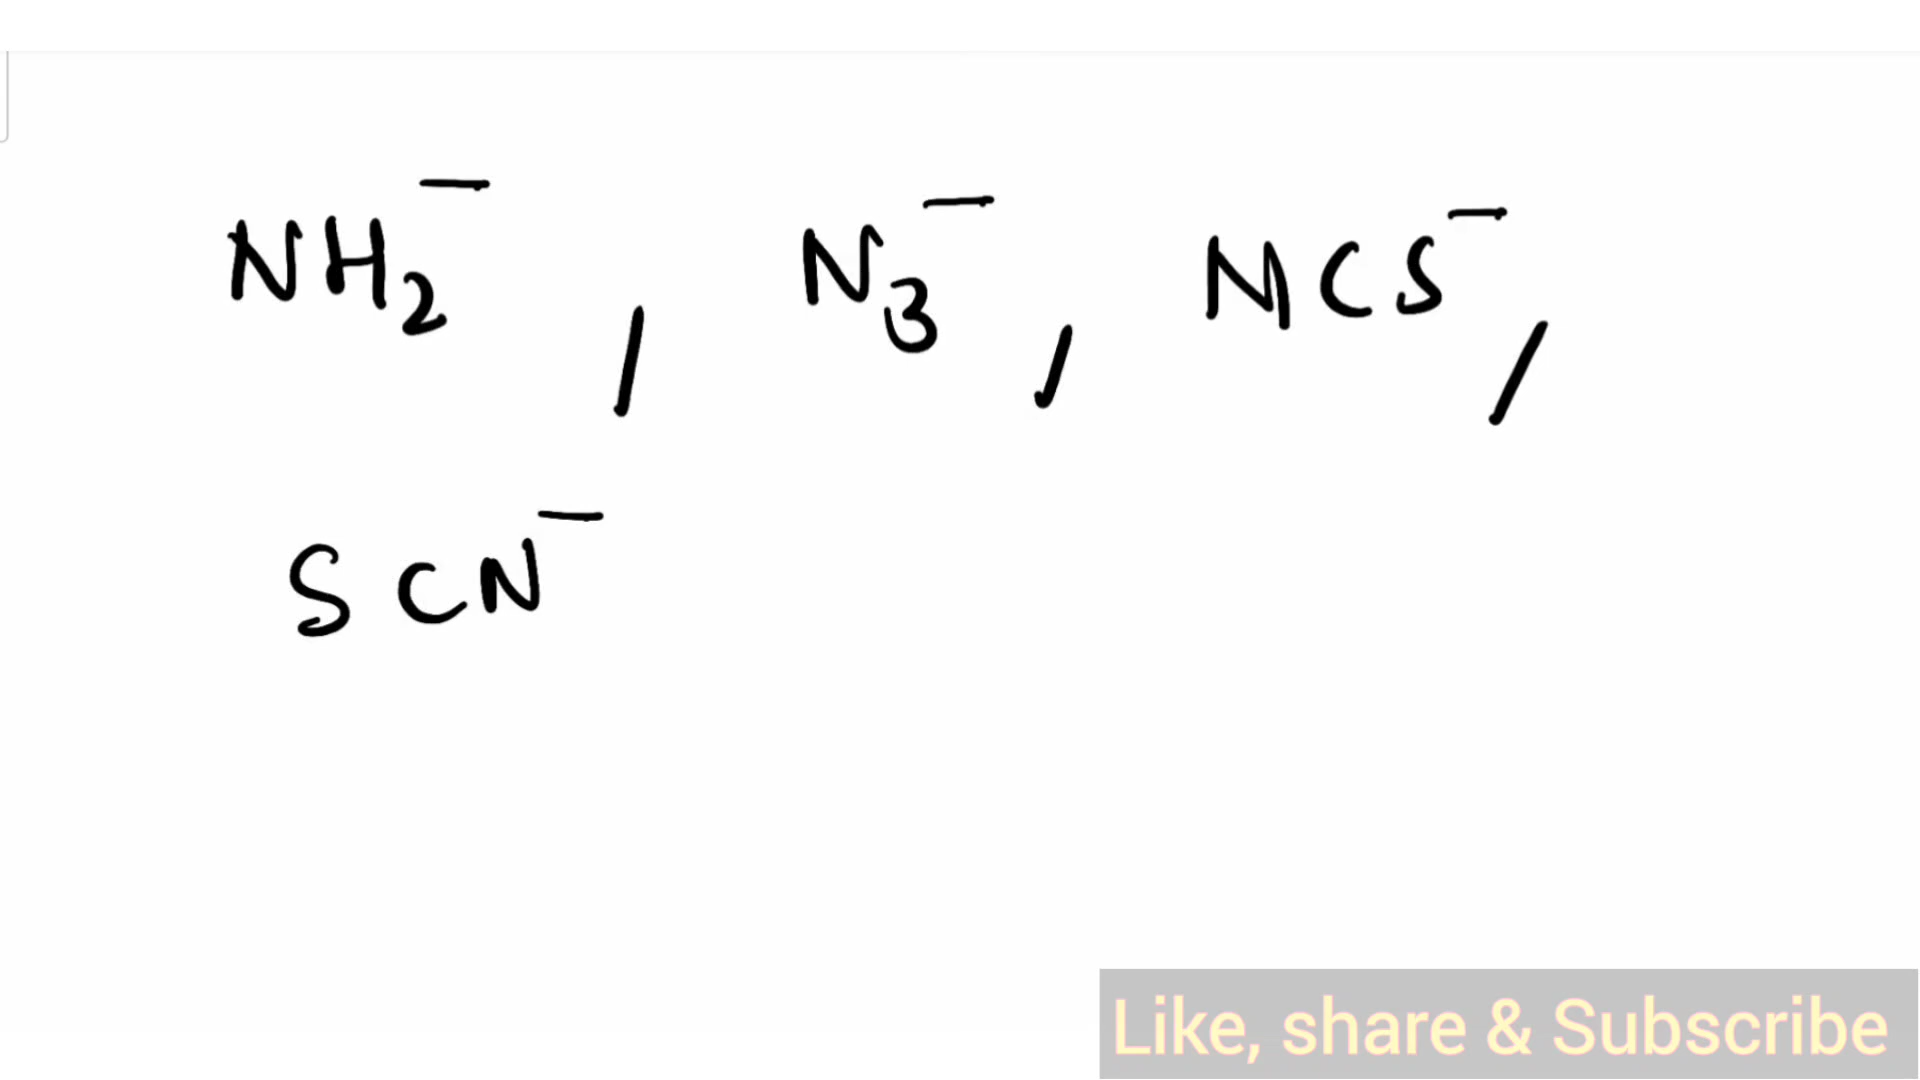 NH₂⁻, N₃⁻, NCS⁻,
SCN⁻
Like, share & Subscribe